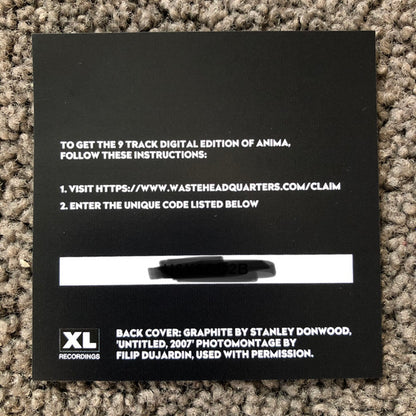 TO GET THE 9 TRACK DIGITAL EDITION OF ANIMA,
FOLLOW THESE INSTRUCTIONS:
1. VISIT HTTPS://WWW.WASTEHEADQUARTERS.COM/CLAIM
2. ENTER THE UNIQUE CODE LISTED BELOW
XL
RECORDINGS
BACK COVER: GRAPHITE BY STANLEY DONWOOD,
'UNTITLED, 2007' PHOTOMONTAGE BY
FILIP DUJARDIN, USED WITH PERMISSION.